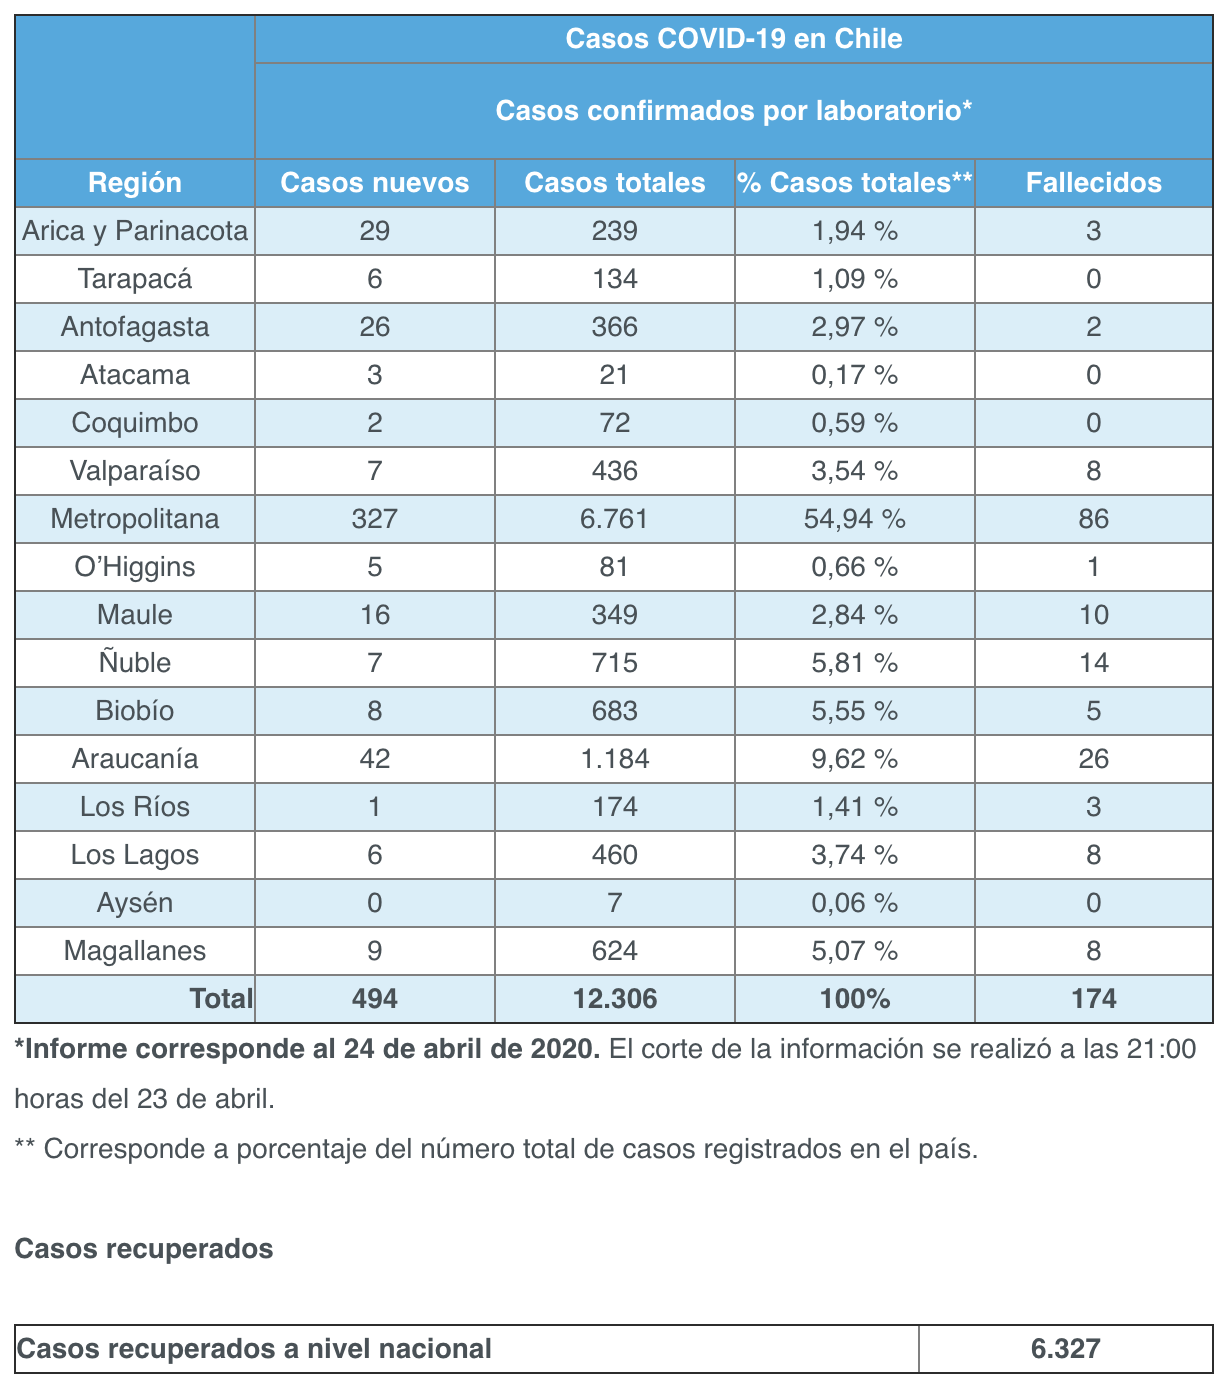 Casos COVID-19 en Chile
Casos confirmados por laboratorio*
Región Casos nuevos Casos totales % Casos totales** Fallecidos
Arica y Parinacota 29 239 1,94 % 3
Tarapacá 6 134 1,09 % 0
Antofagasta 26 366 2,97 % 2
Atacama 3 21 0,17 % 0
Coquimbo 2 72 0,59 % 0
Valparaíso 7 436 3,54 % 8
Metropolitana 327 6.761 54,94 % 86
O’Higgins 5 81 0,66 % 1
Maule 16 349 2,84 % 10
Ñuble 7 715 5,81 % 14
Biobío 8 683 5,55 % 5
Araucanía 42 1.184 9,62 % 26
Los Ríos 1 174 1,41 % 3
Los Lagos 6 460 3,74 % 8
Aysén 0 7 0,06 % 0
Magallanes 9 624 5,07 % 8
Total 494 12.306 100% 174
*Informe corresponde al 24 de abril de 2020. El corte de la información se realizó a las 21:00
horas del 23 de abril.
** Corresponde a porcentaje del número total de casos registrados en el país.
Casos recuperados
Casos recuperados a nivel nacional 6.327